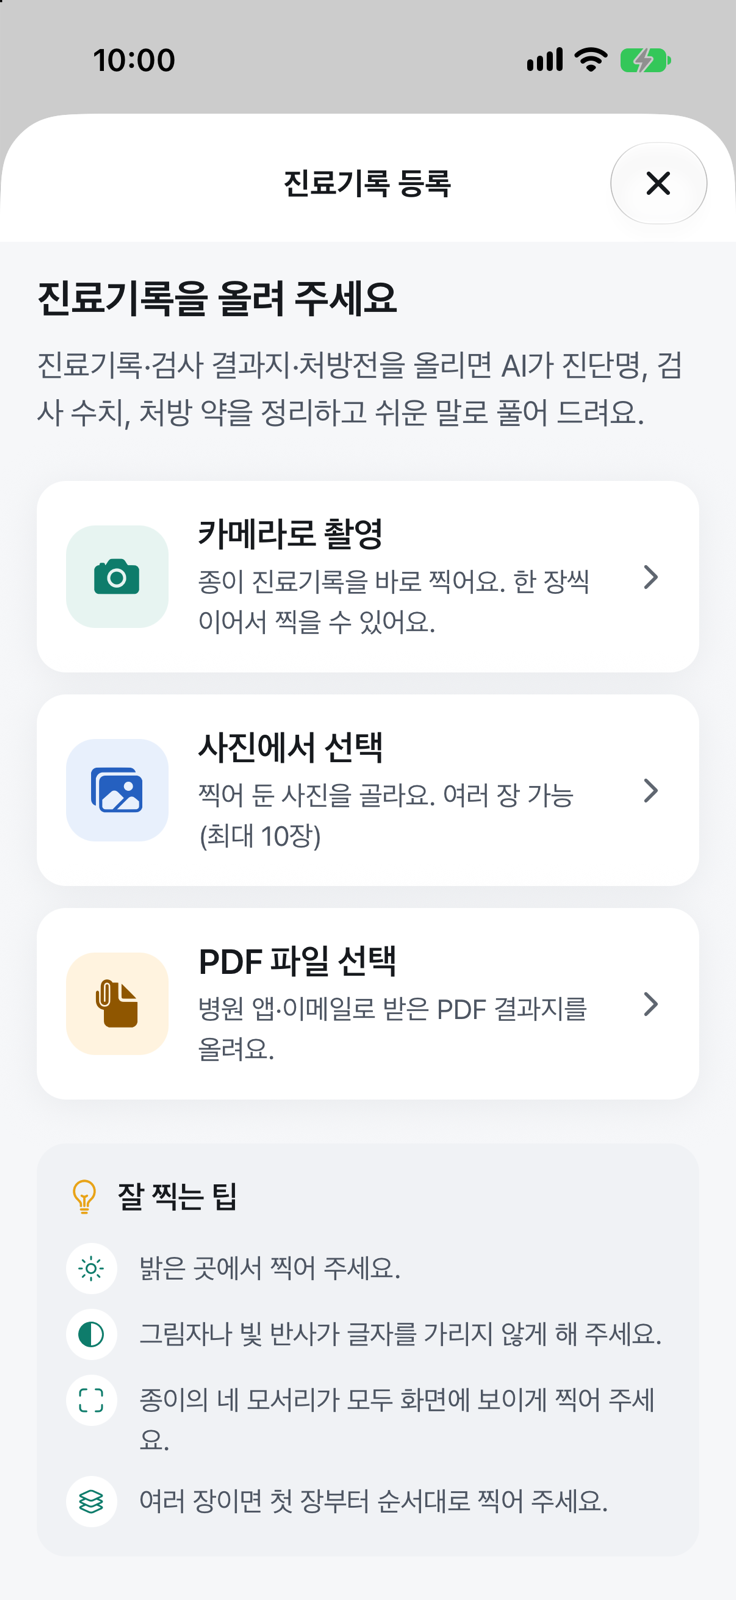 10:00
진료기록 등록
진료기록을 올려 주세요
진료기록·검사 결과지·처방전을 올리면 AI가 진단명, 검
사 수치, 처방 약을 정리하고 쉬운 말로 풀어 드려요.
카메라로 촬영
종이 진료기록을 바로 찍어요. 한 장씩
이어서 찍을 수 있어요.
사진에서 선택
찍어 둔 사진을 골라요. 여러 장 가능
(최대 10장)
PDF 파일 선택
병원 앱·이메일로 받은 PDF 결과지를
올려요.
잘 찍는 팁
밝은 곳에서 찍어 주세요.
그림자나 빛 반사가 글자를 가리지 않게 해 주세요.
종이의 네 모서리가 모두 화면에 보이게 찍어 주세
요.
여러 장이면 첫 장부터 순서대로 찍어 주세요.